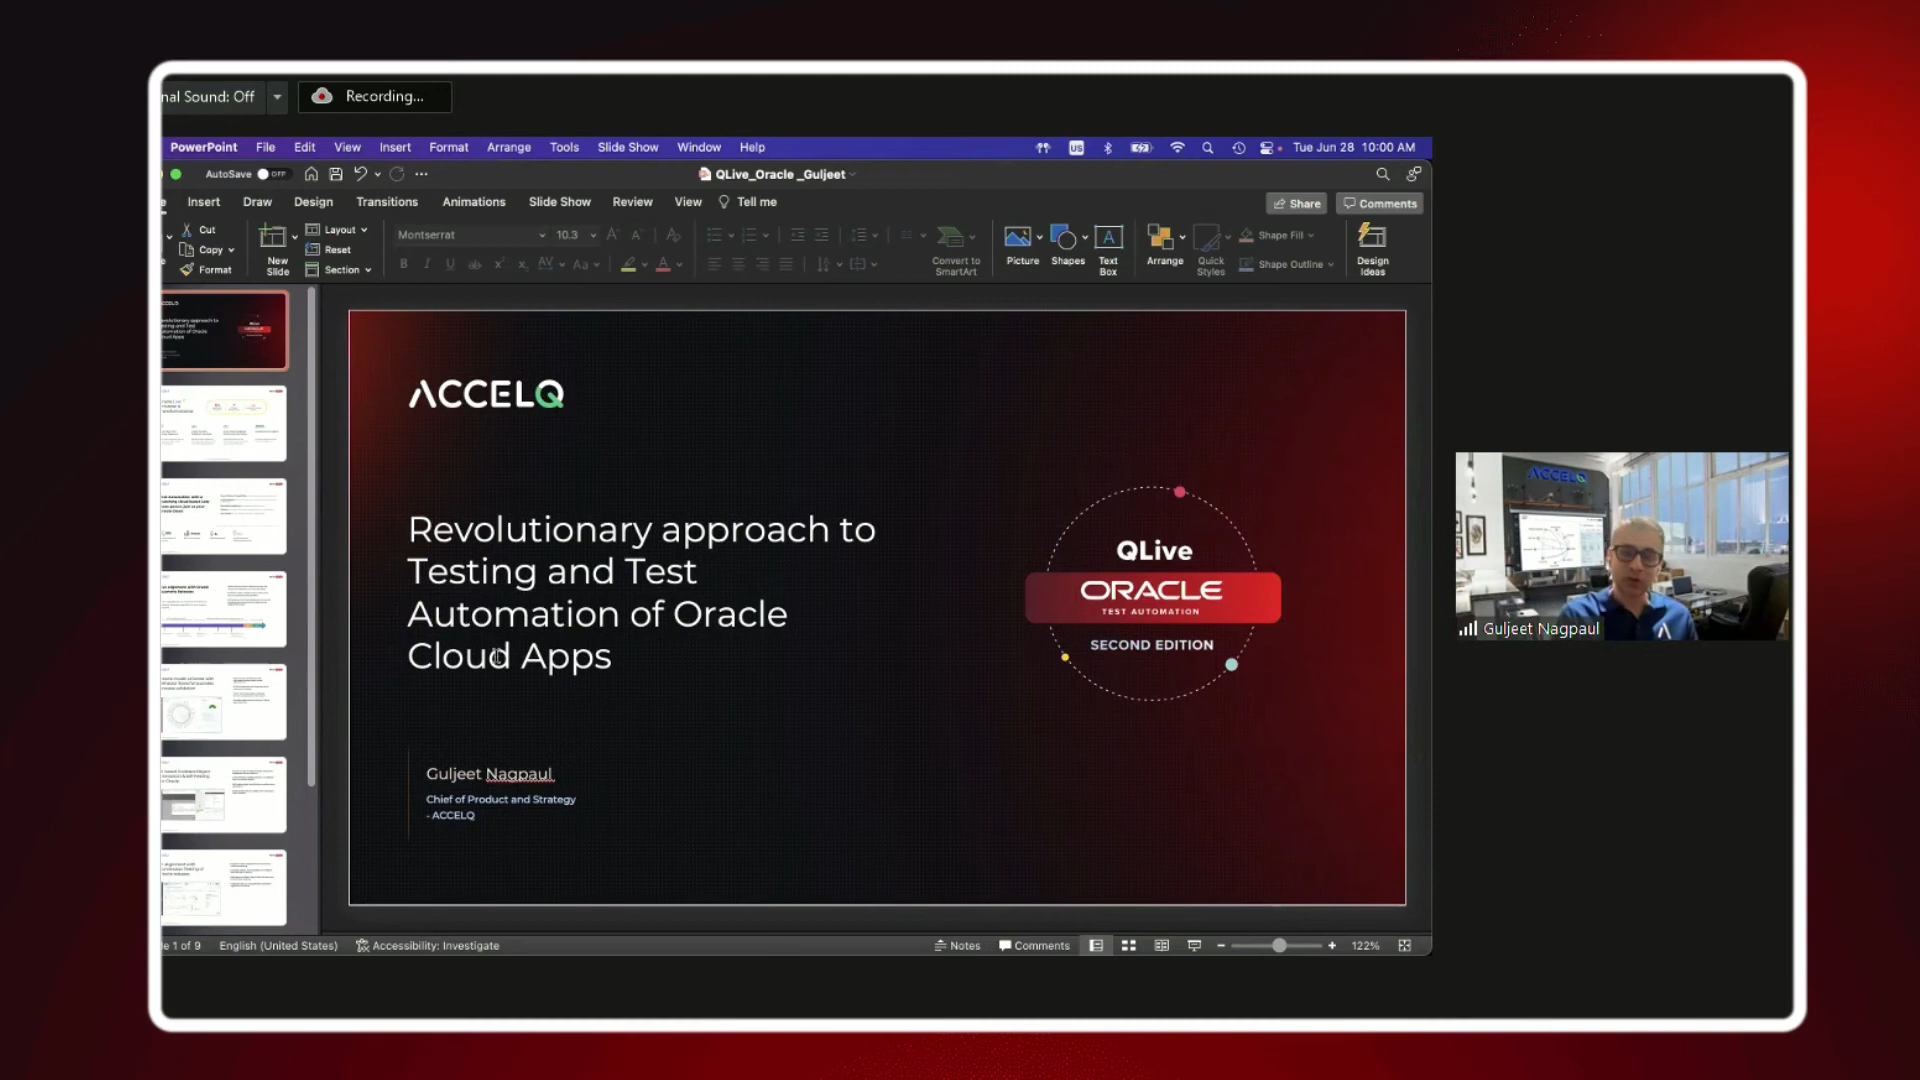 nal Sound: Off
Recording...
PowerPoint File Edit View Insert Format Arrange Tools Slide Show Window Help
US
Tue Jun 28 10:00 AM
AutoSave OFF
QLive_Oracle _Guljeet
Insert Draw Design Transitions Animations Slide Show Review View Tell me
Share Comments
Cut
Copy
Format
New Slide
Layout
Reset
Section
Montserrat 10.3
Convert to SmartArt
Picture
Shapes
Text Box
Arrange
Quick Styles
Shape Fill
Shape Outline
Design Ideas
ACCELQ
Revolutionary approach to
Testing and Test
Automation of Oracle
Cloud Apps
QLive
ORACLE
TEST AUTOMATION
SECOND EDITION
Guljeet Nagpaul
Chief of Product and Strategy
- ACCELQ
ACCELQ
Guljeet Nagpaul
e 1 of 9 English (United States) Accessibility: Investigate
Notes Comments 122%